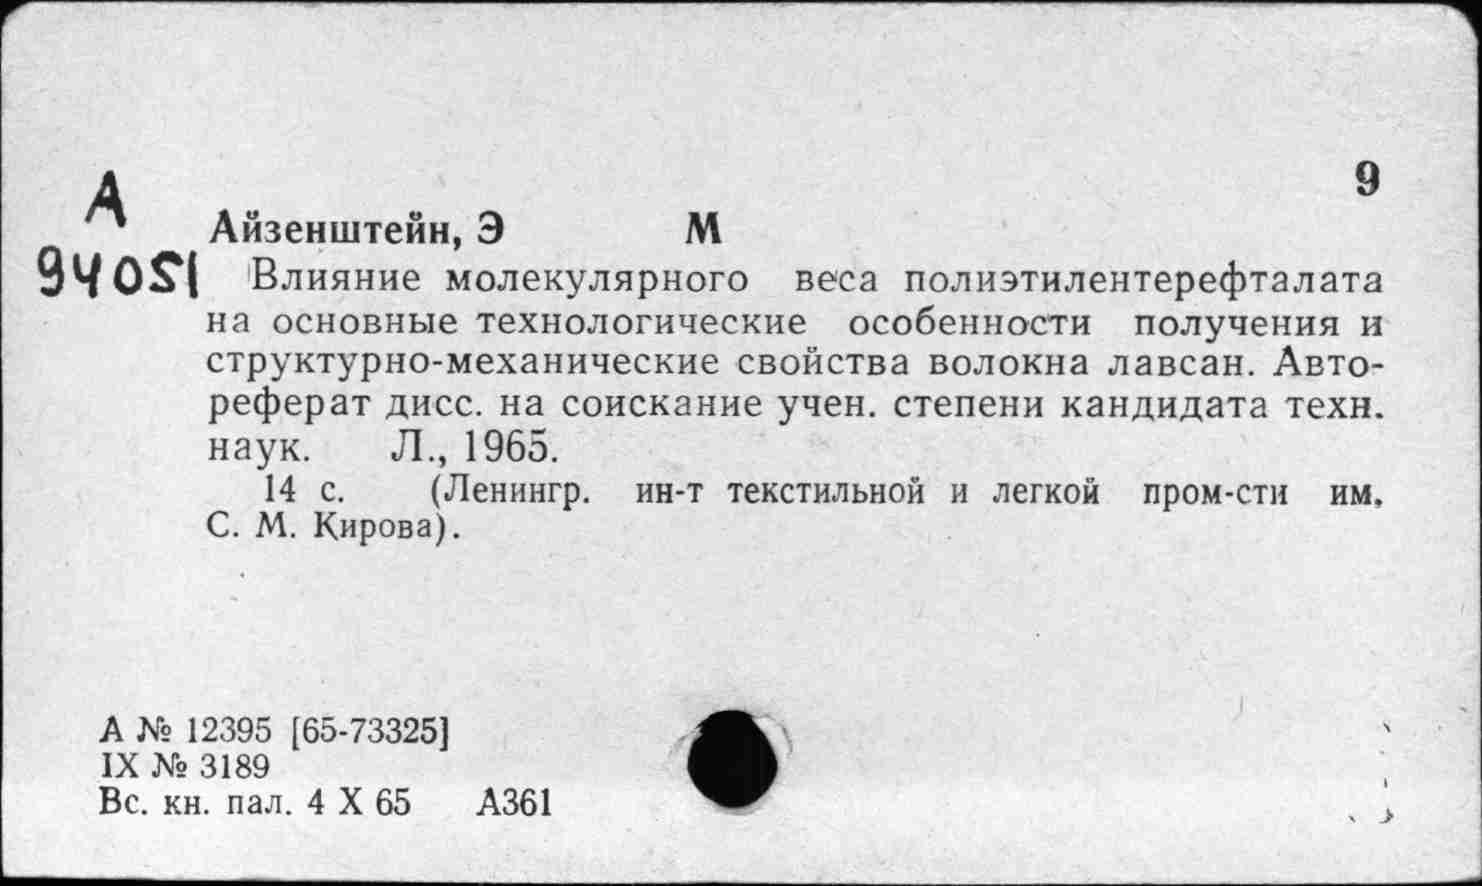 9
А
Айзенштейн, Э М
94051
Влияние молекулярного веса полиэтилентерефталата
на основные технологические особенности получения и
структурно-механические свойства волокна лавсан. Авто-
реферат дисс. на соискание учен. степени кандидата техн.
наук. Л., 1965.
14 с. (Ленингр. ин-т текстильной и легкой пром-сти им.
С. М. Кирова).
А № 12395 [65-73325]
IX № 3189
Вс. кн. пал. 4 X 65 А361